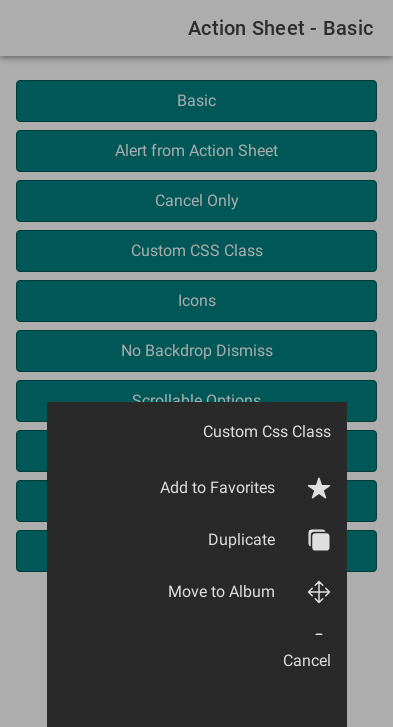 Action Sheet - Basic
Basic
Alert from Action Sheet
Cancel Only
Custom CSS Class
Icons
No Backdrop Dismiss
Scrollable Options
Custom Css Class
Add to Favorites
Duplicate
Move to Album
Cancel